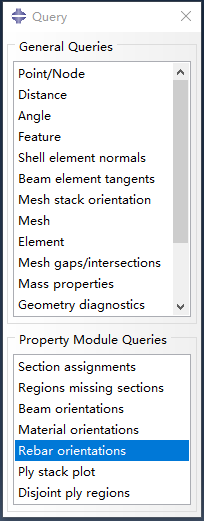 Query
General Queries
Point/Node
Distance
Angle
Feature
Shell element normals
Beam element tangents
Mesh stack orientation
Mesh
Element
Mesh gaps/intersections
Mass properties
Geometry diagnostics
Property Module Queries
Section assignments
Regions missing sections
Beam orientations
Material orientations
Rebar orientations
Ply stack plot
Disjoint ply regions